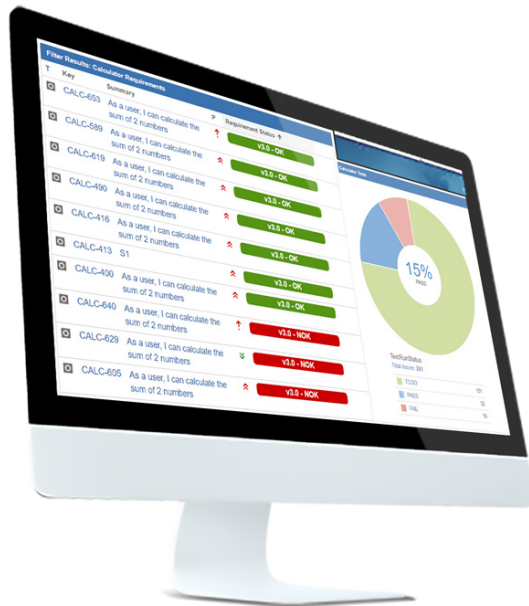 Filter Results: Calculator Requirements
T Key Summary P Requirement Status
CALC-653 As a user, I can calculate the
sum of 2 numbers
v3.0 - OK
CALC-589 As a user, I can calculate the
sum of 2 numbers
v3.0 - OK
CALC-619 As a user, I can calculate the
sum of 2 numbers
v3.0 - OK
CALC-490 As a user, I can calculate the
sum of 2 numbers
v3.0 - OK
CALC-416 As a user, I can calculate the
sum of 2 numbers
v3.0 - OK
CALC-413 S1
v3.0 - OK
CALC-400 As a user, I can calculate the
sum of 2 numbers
v3.0 - NOK
CALC-640 As a user, I can calculate the
sum of 2 numbers
v3.0 - NOK
CALC-629 As a user, I can calculate the
sum of 2 numbers
v3.0 - NOK
CALC-605 As a user, I can calculate the
sum of 2 numbers
Calculator
15%
PASS
TestRunStatus
Total Issues: 201
TODO 151
PASS
FAIL